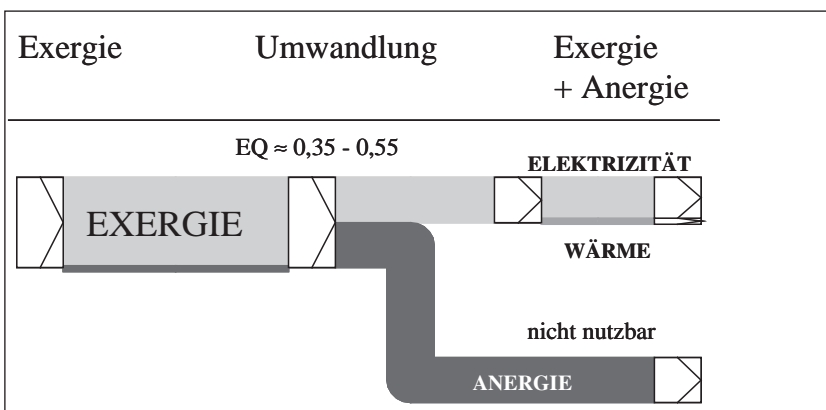 Exergie Umwandlung Exergie
+ Anergie
EQ ≈ 0,35 - 0,55
ELEKTRIZITÄT
EXERGIE
WÄRME
nicht nutzbar
ANERGIE